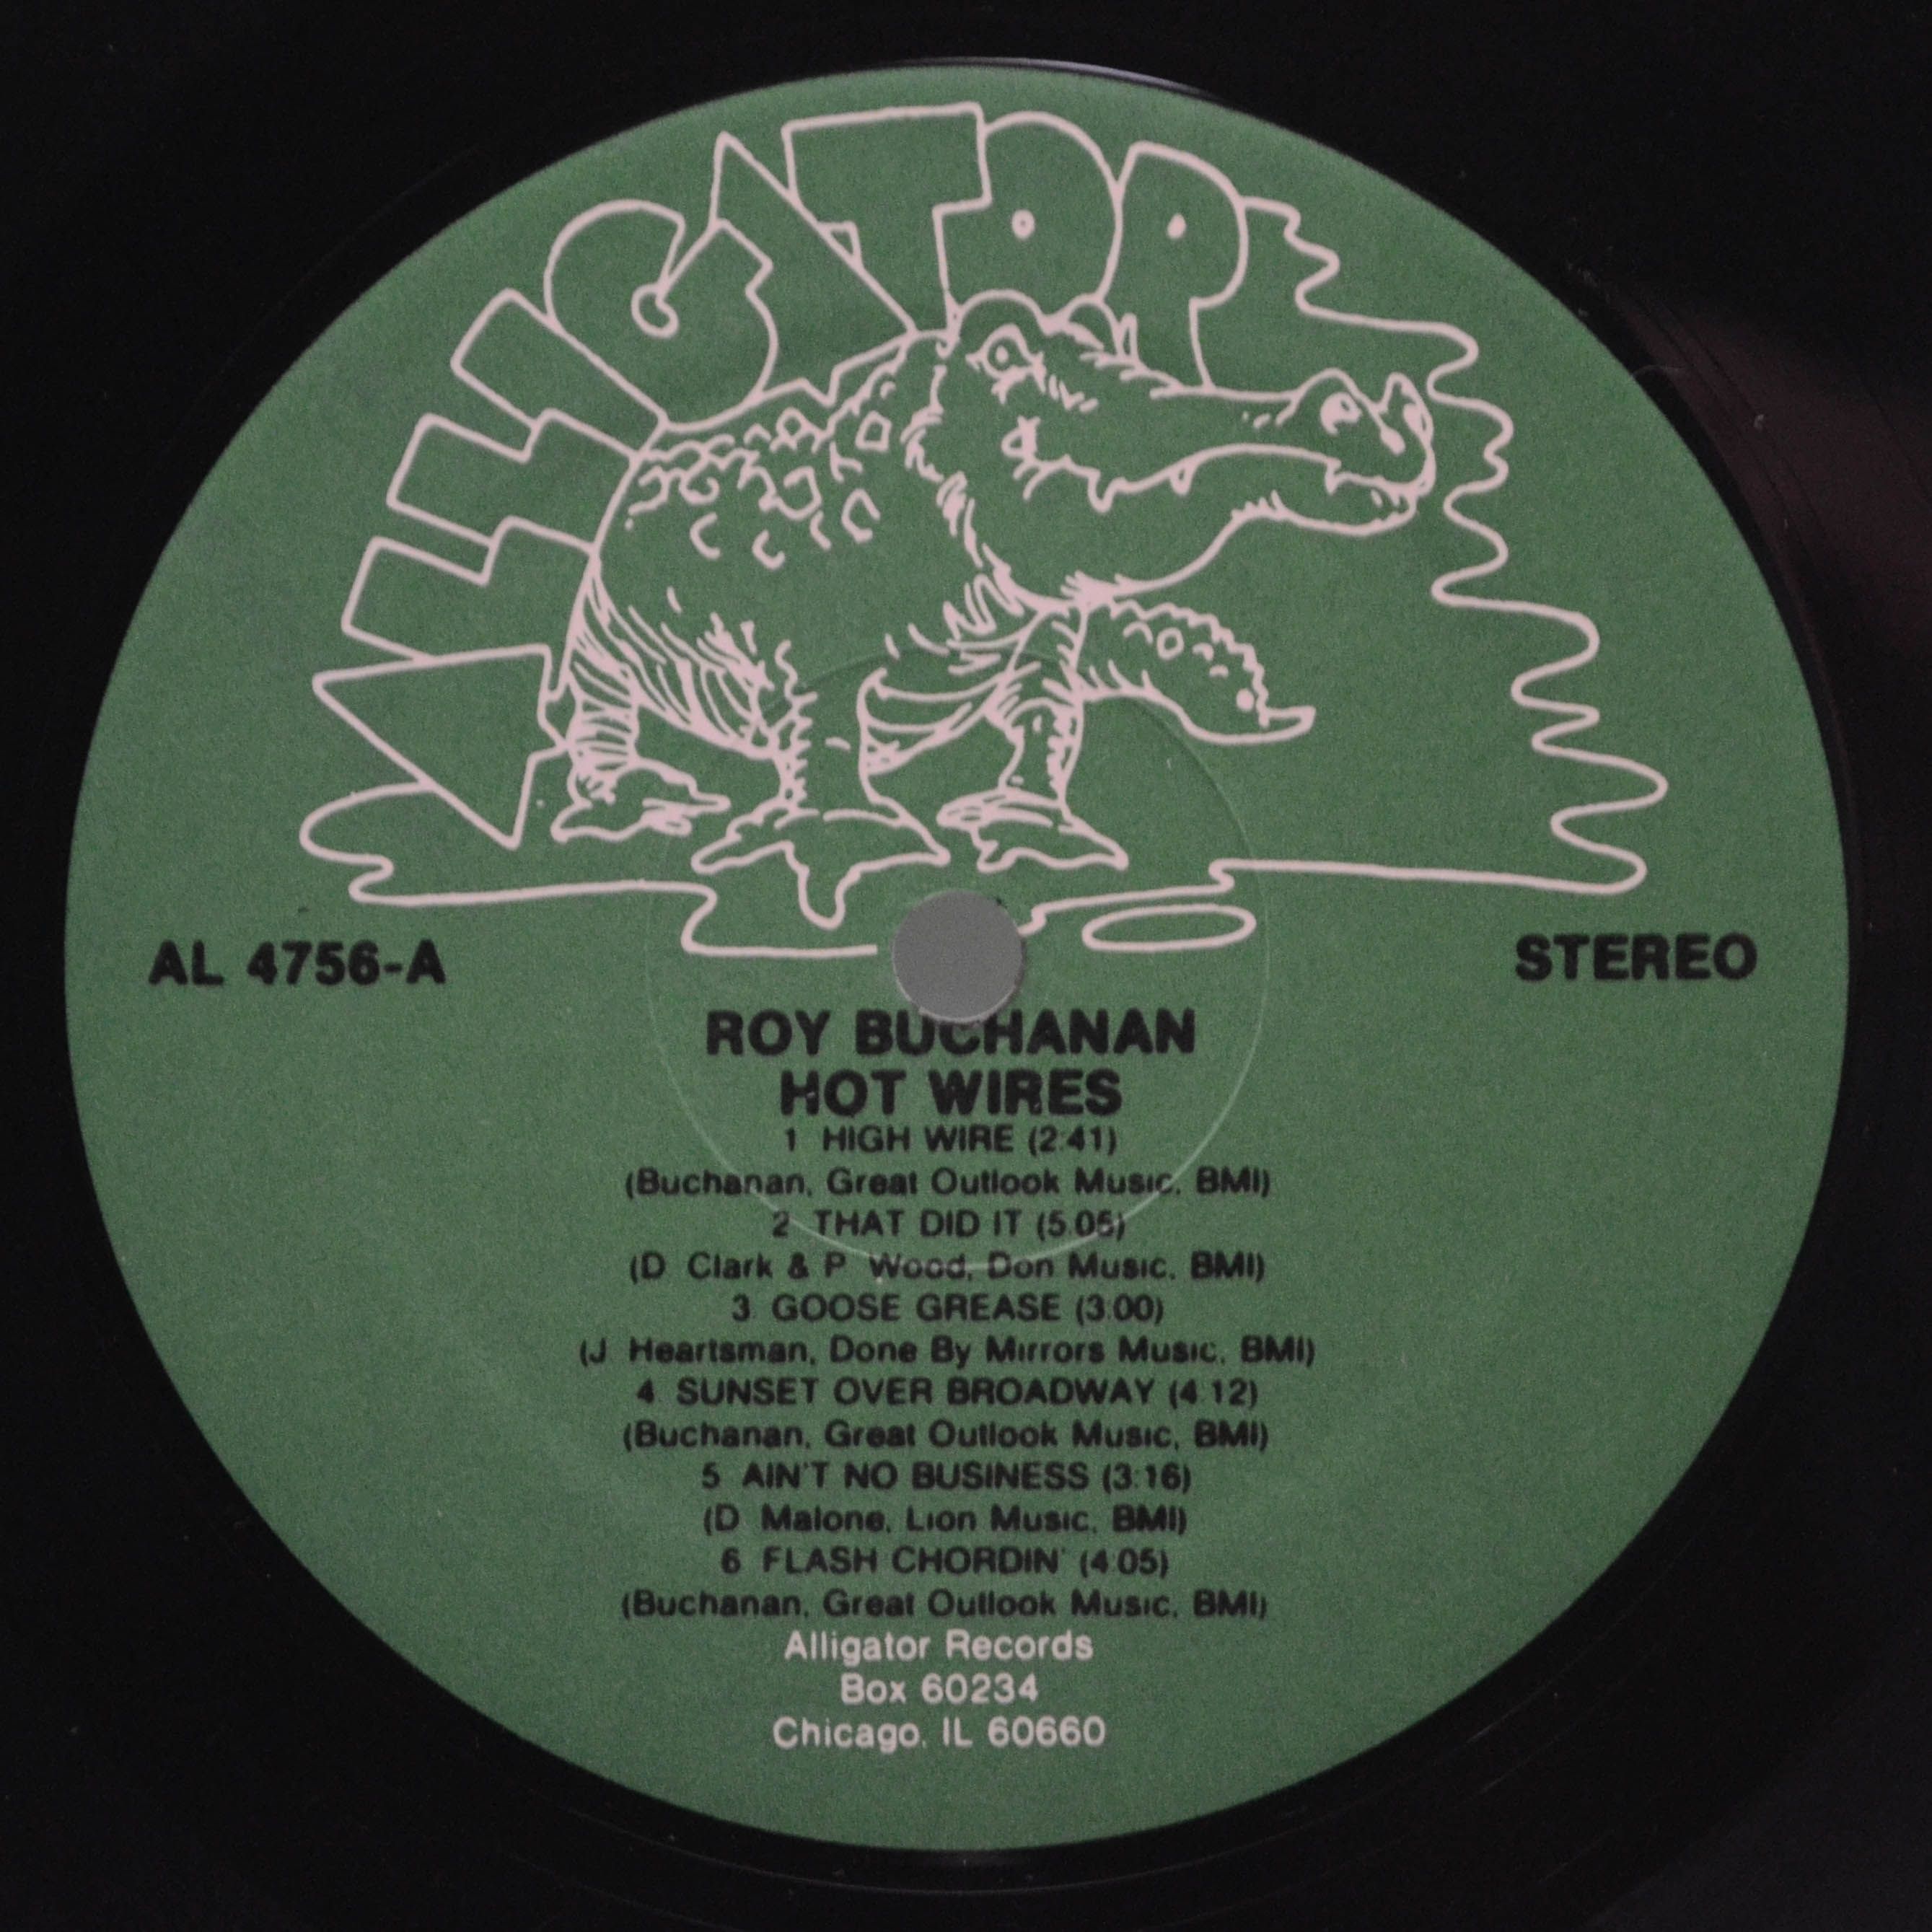 ALLIGATOR
AL 4756-A
STEREO
ROY BUCHANAN
HOT WIRES
1 HIGH WIRE (2:41)
(Buchanan, Great Outlook Music, BMI)
2 THAT DID IT (5:05)
(D Clark & P Wood, Don Music, BMI)
3 GOOSE GREASE (3:00)
(J Heartsman, Done By Mirrors Music, BMI)
4 SUNSET OVER BROADWAY (4:12)
(Buchanan, Great Outlook Music, BMI)
5 AIN'T NO BUSINESS (3:16)
(D Malone, Lion Music, BMI)
6 FLASH CHORDIN' (4:05)
(Buchanan, Great Outlook Music, BMI)
Alligator Records
Box 60234
Chicago, IL 60660